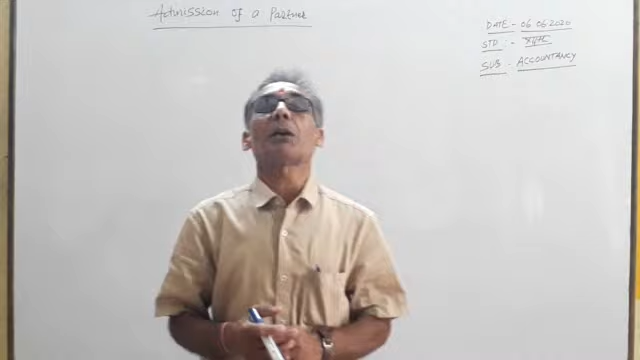 Admission of a Partner
DATE - 06.06.2020
STD : -
SUB - ACCOUNTANCY